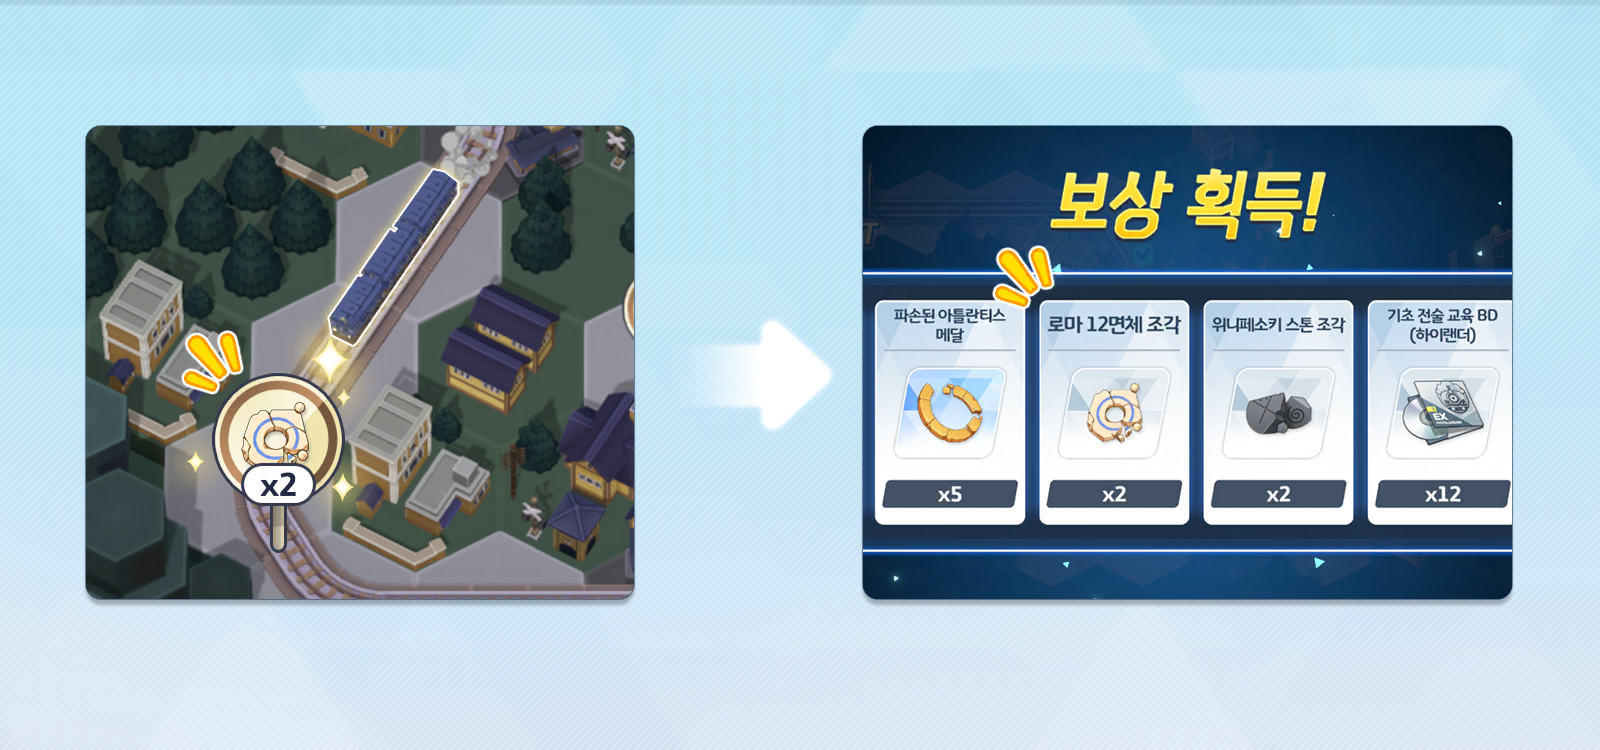 x2
보상 획득!
파손된 아틀란티스
메달
x5
로마 12면체 조각
x2
위니페소키 스톤 조각
x2
기초 전술 교육 BD
(하이랜더)
EX
x12